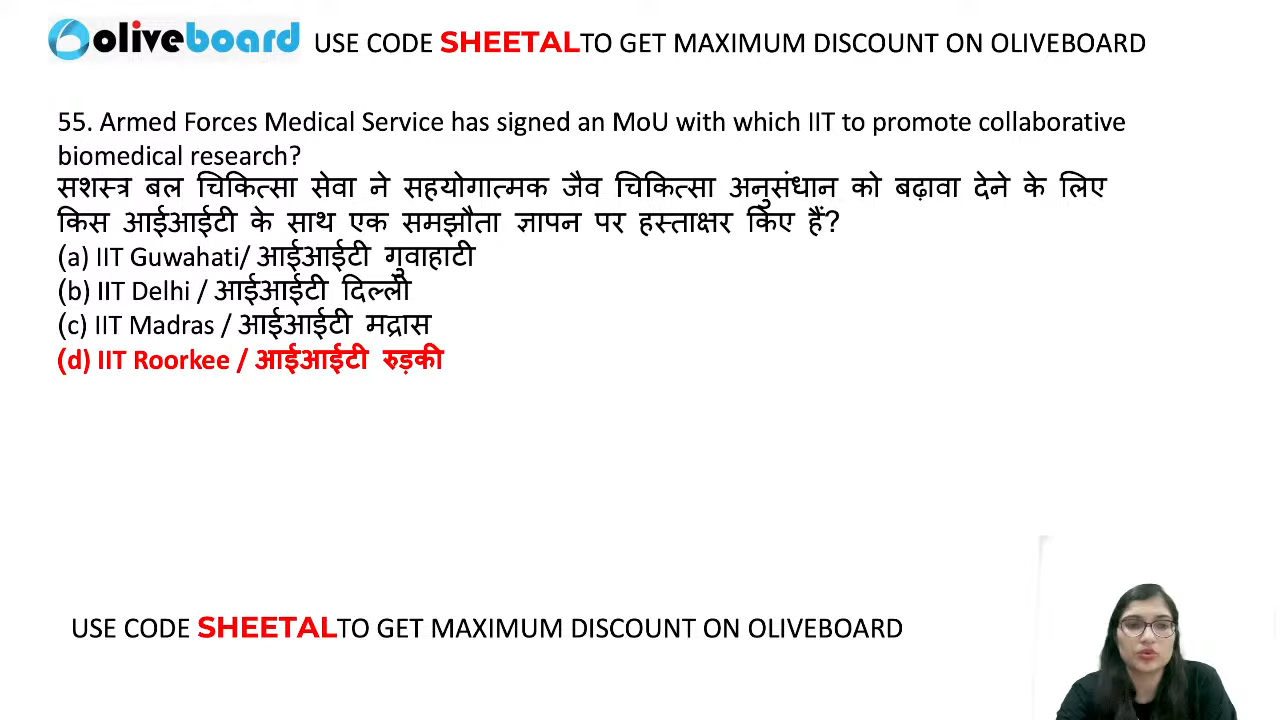 oliveboard USE CODE SHEETAL TO GET MAXIMUM DISCOUNT ON OLIVEBOARD
55. Armed Forces Medical Service has signed an MoU with which IIT to promote collaborative
biomedical research?
सशस्त्र बल चिकित्सा सेवा ने सहयोगात्मक जैव चिकित्सा अनुसंधान को बढ़ावा देने के लिए
किस आईआईटी के साथ एक समझौता ज्ञापन पर हस्ताक्षर किए हैं?
(a) IIT Guwahati/ आईआईटी गुवाहाटी
(b) IIT Delhi / आईआईटी दिल्ली
(c) IIT Madras / आईआईटी मद्रास
(d) IIT Roorkee / आईआईटी रुड़की
USE CODE SHEETAL TO GET MAXIMUM DISCOUNT ON OLIVEBOARD